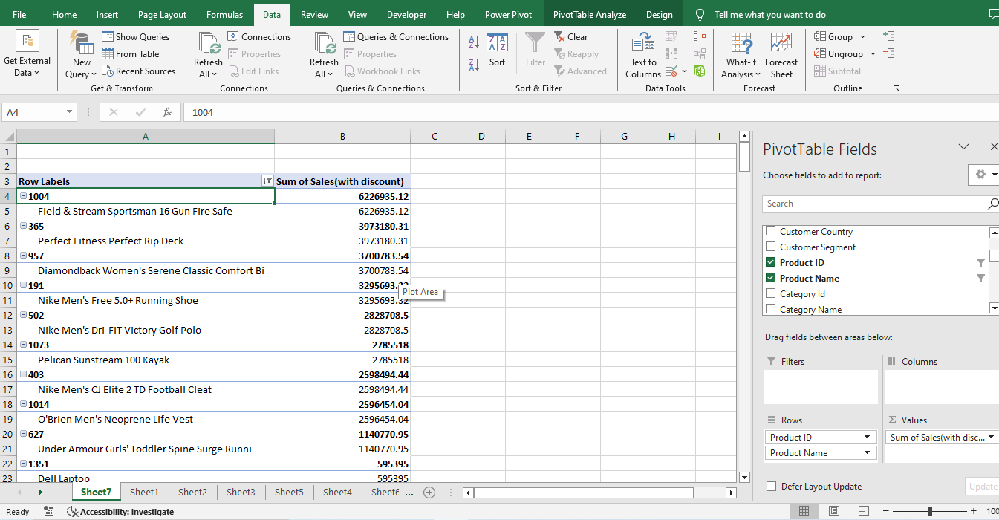 File Home Insert Page Layout Formulas Data Review View Developer Help Power Pivot PivotTable Analyze Design Tell me what you want to do
Get External Data
New Query
Show Queries
From Table
Recent Sources
Get & Transform
Refresh All
Connections
Properties
Edit Links
Connections
Refresh All
Queries & Connections
Properties
Workbook Links
Queries & Connections
Sort
Filter
Clear
Reapply
Advanced
Sort & Filter
Text to Columns
Data Tools
What-If Analysis
Forecast Sheet
Forecast
Group
Ungroup
Subtotal
Outline
A4 fx 1004
A B C D E F G H I
1
2
3 Row Labels Sum of Sales(with discount)
4 1004 6226935.12
5 Field & Stream Sportsman 16 Gun Fire Safe 6226935.12
6 365 3973180.31
7 Perfect Fitness Perfect Rip Deck 3973180.31
8 957 3700783.54
9 Diamondback Women's Serene Classic Comfort Bi 3700783.54
10 191 3295693.32
Plot Area
11 Nike Men's Free 5.0+ Running Shoe 3295693.32
12 502 2828708.5
13 Nike Men's Dri-FIT Victory Golf Polo 2828708.5
14 1073 2785518
15 Pelican Sunstream 100 Kayak 2785518
16 403 2598494.44
17 Nike Men's CJ Elite 2 TD Football Cleat 2598494.44
18 1014 2596454.04
19 O'Brien Men's Neoprene Life Vest 2596454.04
20 627 1140770.95
21 Under Armour Girls' Toddler Spine Surge Runni 1140770.95
22 1351 595395
23 Dell Laptop 595395
Sheet7 Sheet1 Sheet2 Sheet3 Sheet5 Sheet4 Sheet6 ...
Ready Accessibility: Investigate 100
PivotTable Fields
Choose fields to add to report:
Search
Customer Country
Customer Segment
Product ID
Product Name
Category Id
Category Name
Drag fields between areas below:
Filters
Columns
Rows
Values
Product ID
Product Name
Sum of Sales(with disc...
Defer Layout Update
Update